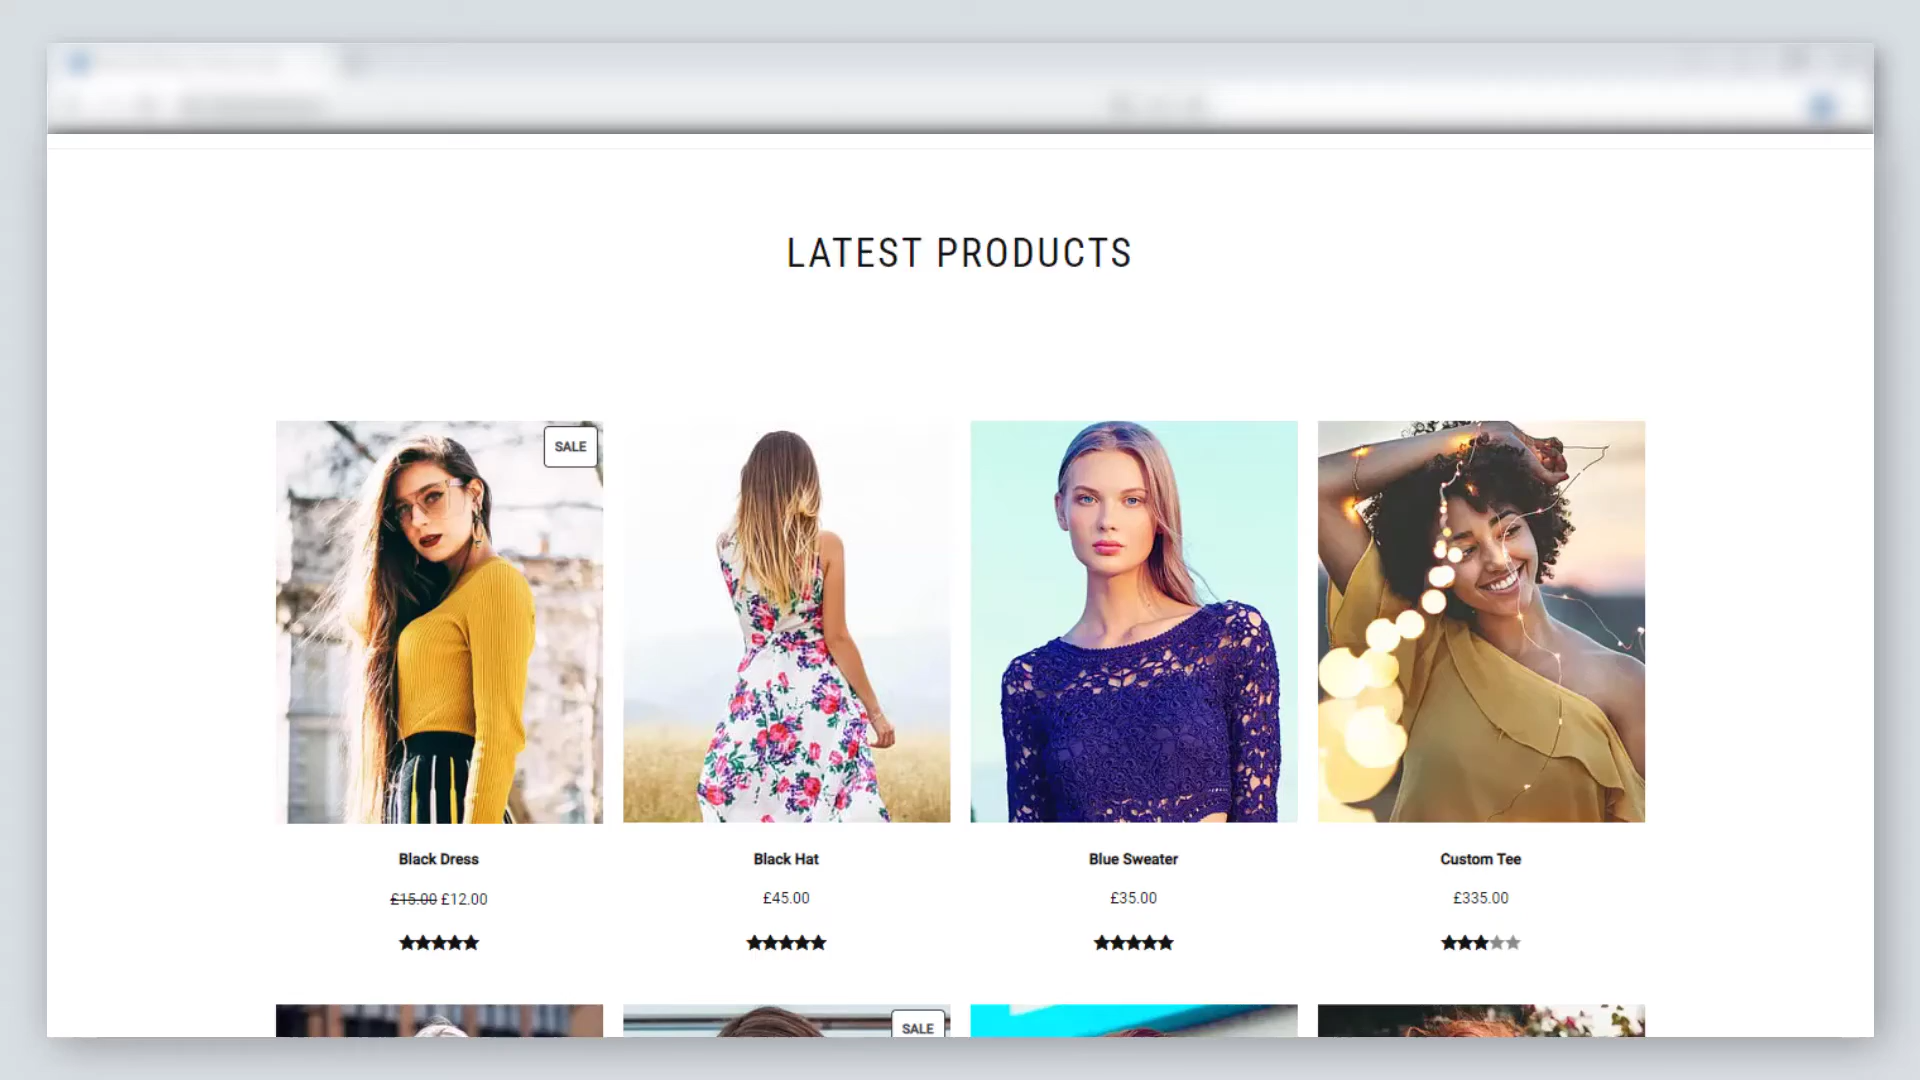 LATEST PRODUCTS
SALE
Black Dress
£15.00 £12.00
Black Hat
£45.00
Blue Sweater
£35.00
Custom Tee
£335.00
SALE